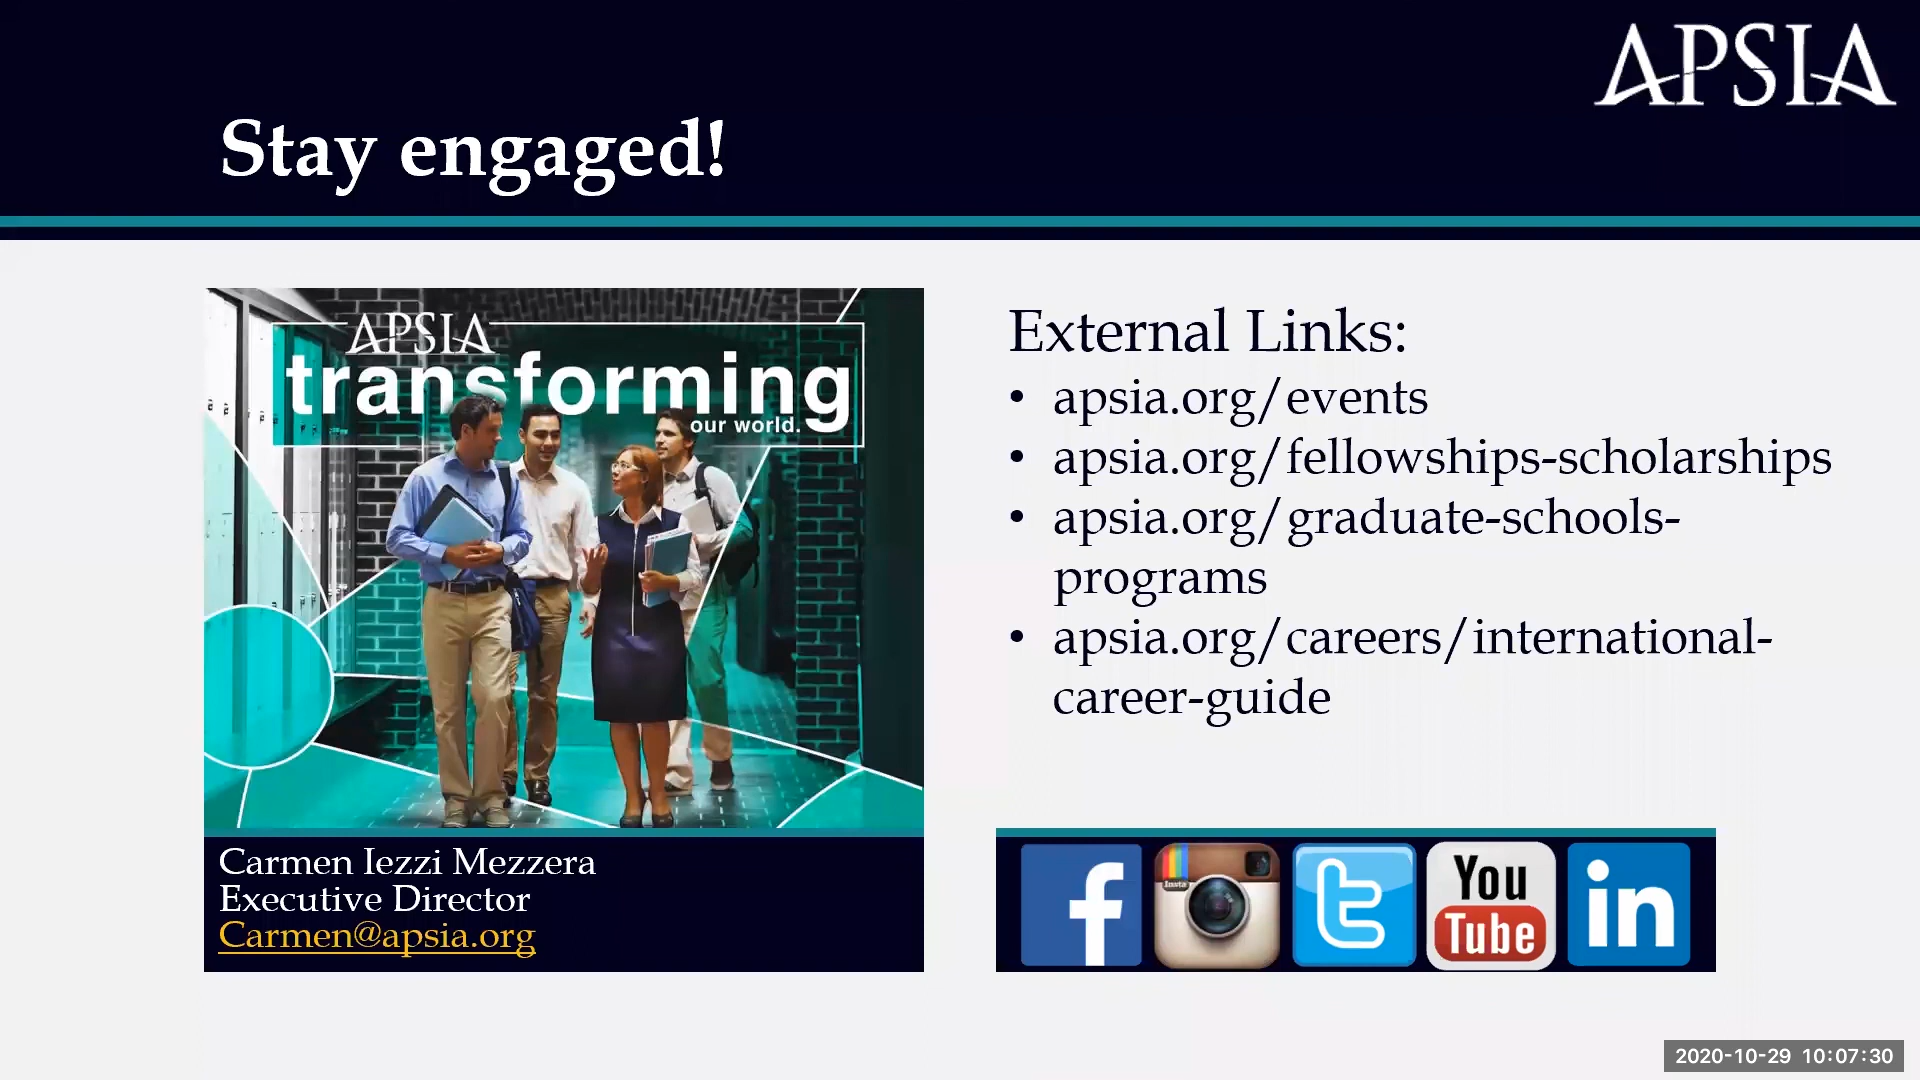 APSIA
Stay engaged!
APSIA
transforming
our world.
External Links:
• apsia.org/events
• apsia.org/fellowships-scholarships
• apsia.org/graduate-schools-
programs
• apsia.org/careers/international-
career-guide
Carmen Iezzi Mezzera
Executive Director
Carmen@apsia.org
f
Insta
t
You
Tube
in
2020-10-29 10:07:30